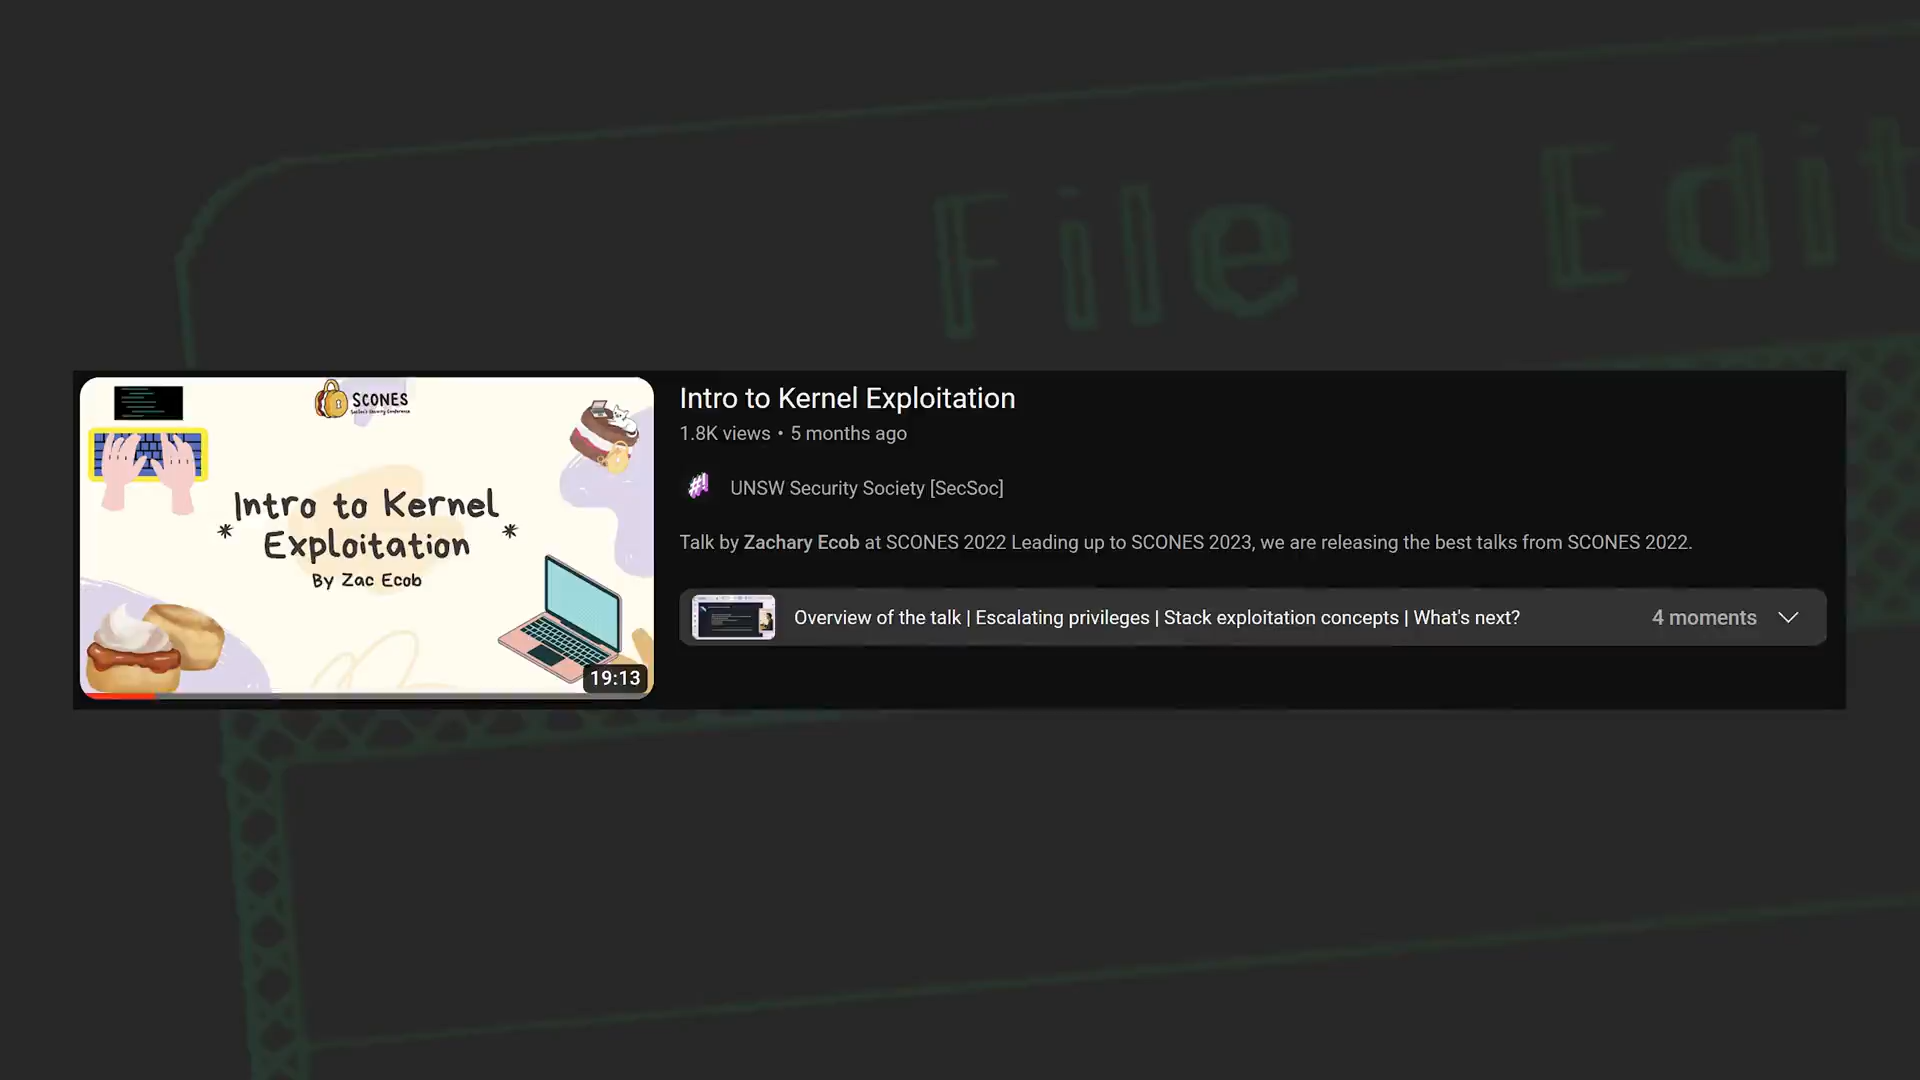 File Edit
SCONES
Intro to Kernel
* Exploitation *
By Zac Ecob
19:13
Intro to Kernel Exploitation
1.8K views • 5 months ago
#!
UNSW Security Society [SecSoc]
Talk by Zachary Ecob at SCONES 2022 Leading up to SCONES 2023, we are releasing the best talks from SCONES 2022.
Overview of the talk | Escalating privileges | Stack exploitation concepts | What's next?
4 moments